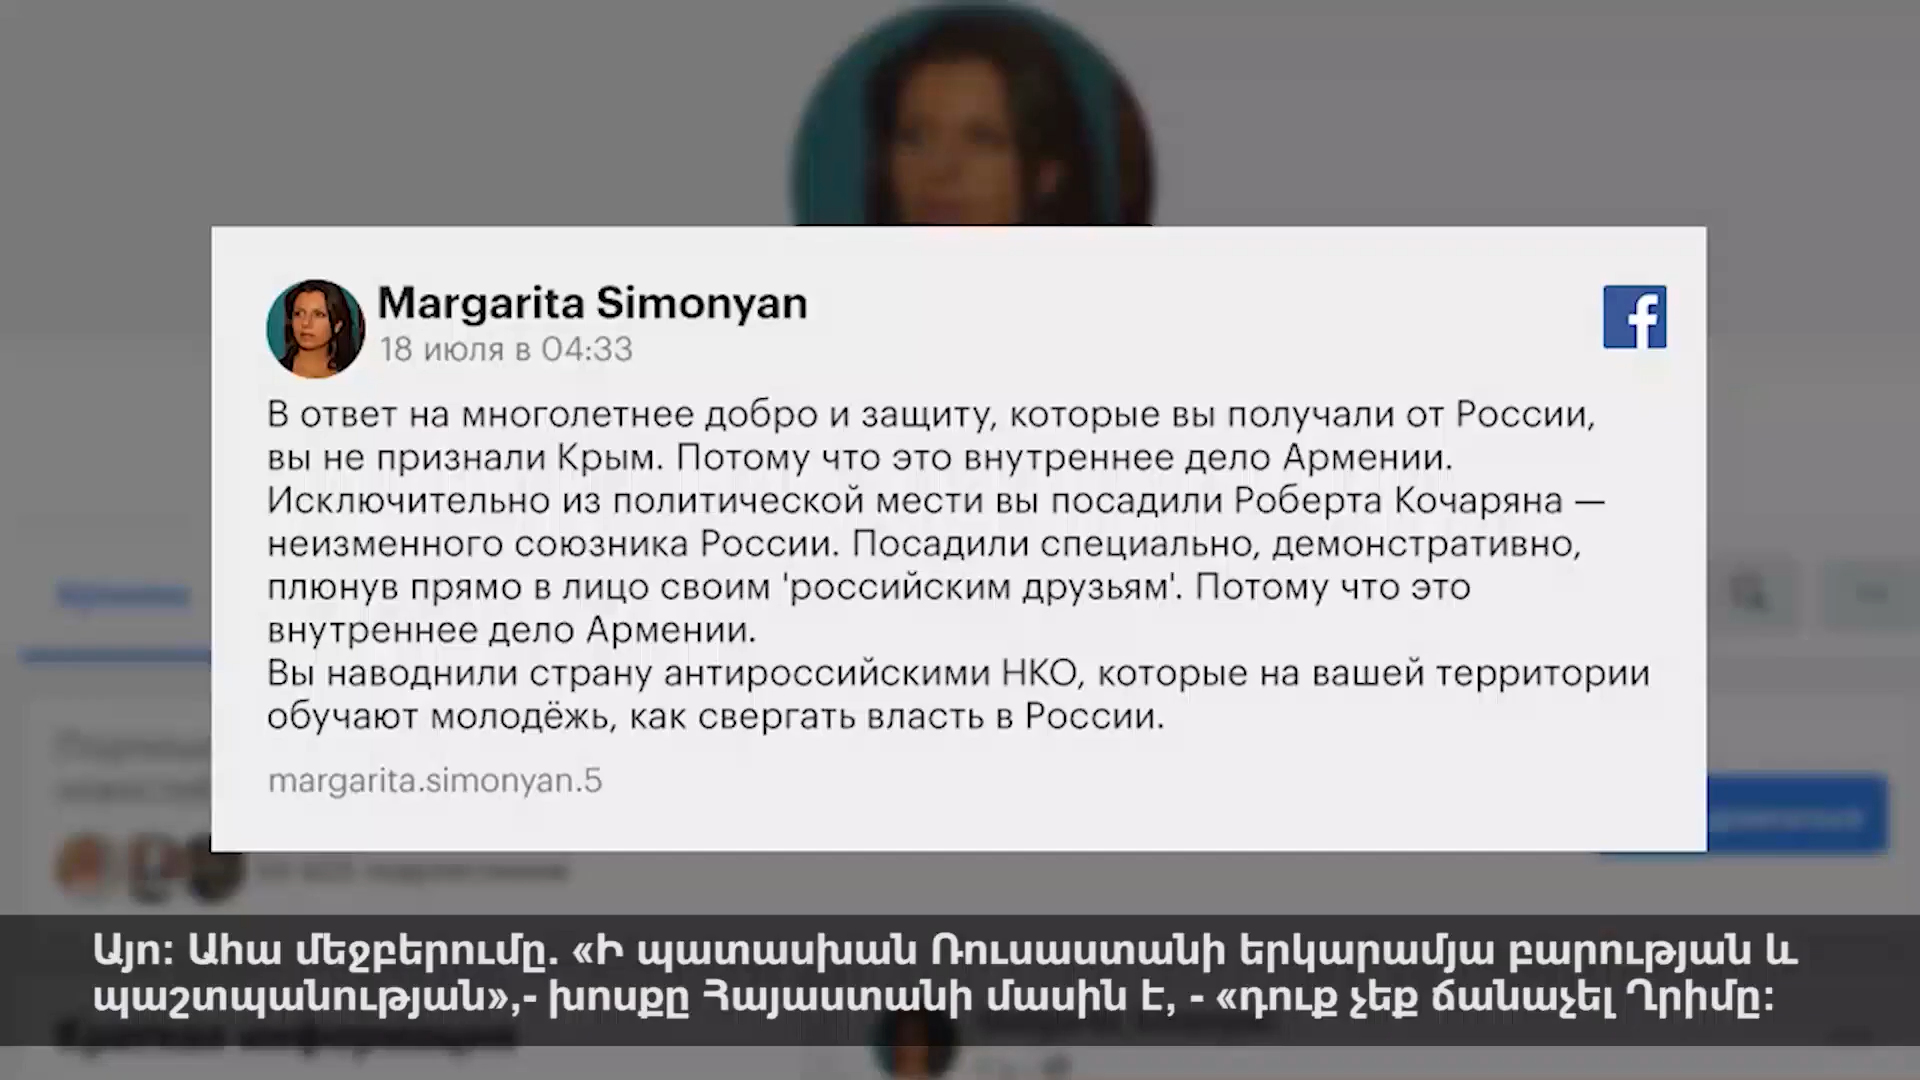 Margarita Simonyan
18 июля в 04:33
В ответ на многолетнее добро и защиту, которые вы получали от России,
вы не признали Крым. Потому что это внутреннее дело Армении.
Исключительно из политической мести вы посадили Роберта Кочаряна —
неизменного союзника России. Посадили специально, демонстративно,
плюнув прямо в лицо своим 'российским друзьям'. Потому что это
внутреннее дело Армении.
Вы наводнили страну антироссийскими НКО, которые на вашей территории
обучают молодёжь, как свергать власть в России.
margarita.simonyan.5
Այո: Ահա մեջբերումը. «Ի պատասխան Ռուսաստանի երկարամյա բարության և
պաշտպանության»,- խոսքը Հայաստանի մասին է, - «դուք չեք ճանաչել Ղրիմը: